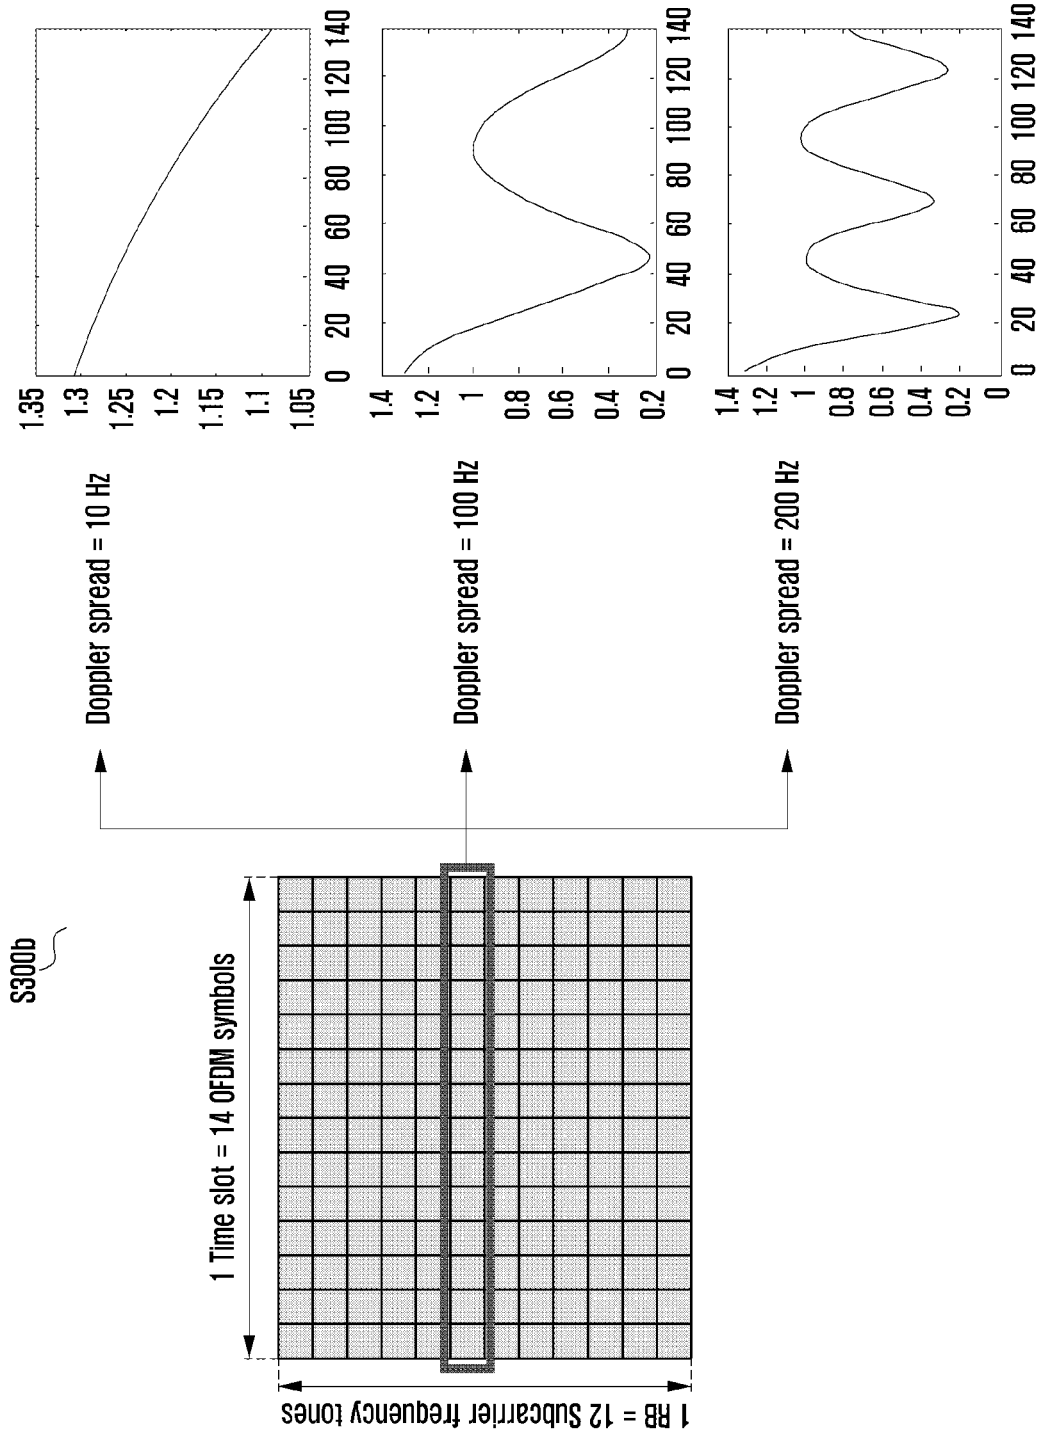 S300b
1 Time slot = 14 OFDM symbols
1 RB = 12 Subcarrier frequency tones
Doppler spread = 10 Hz
1.35
1.3
1.25
1.2
1.15
1.1
1.05
0 20 40 60 80 100 120 140
Doppler spread = 100 Hz
1.4
1.2
1
0.8
0.6
0.4
0.2
0 20 40 60 80 100 120 140
Doppler spread = 200 Hz
1.4
1.2
1
0.8
0.6
0.4
0.2
0
0 20 40 60 80 100 120 140